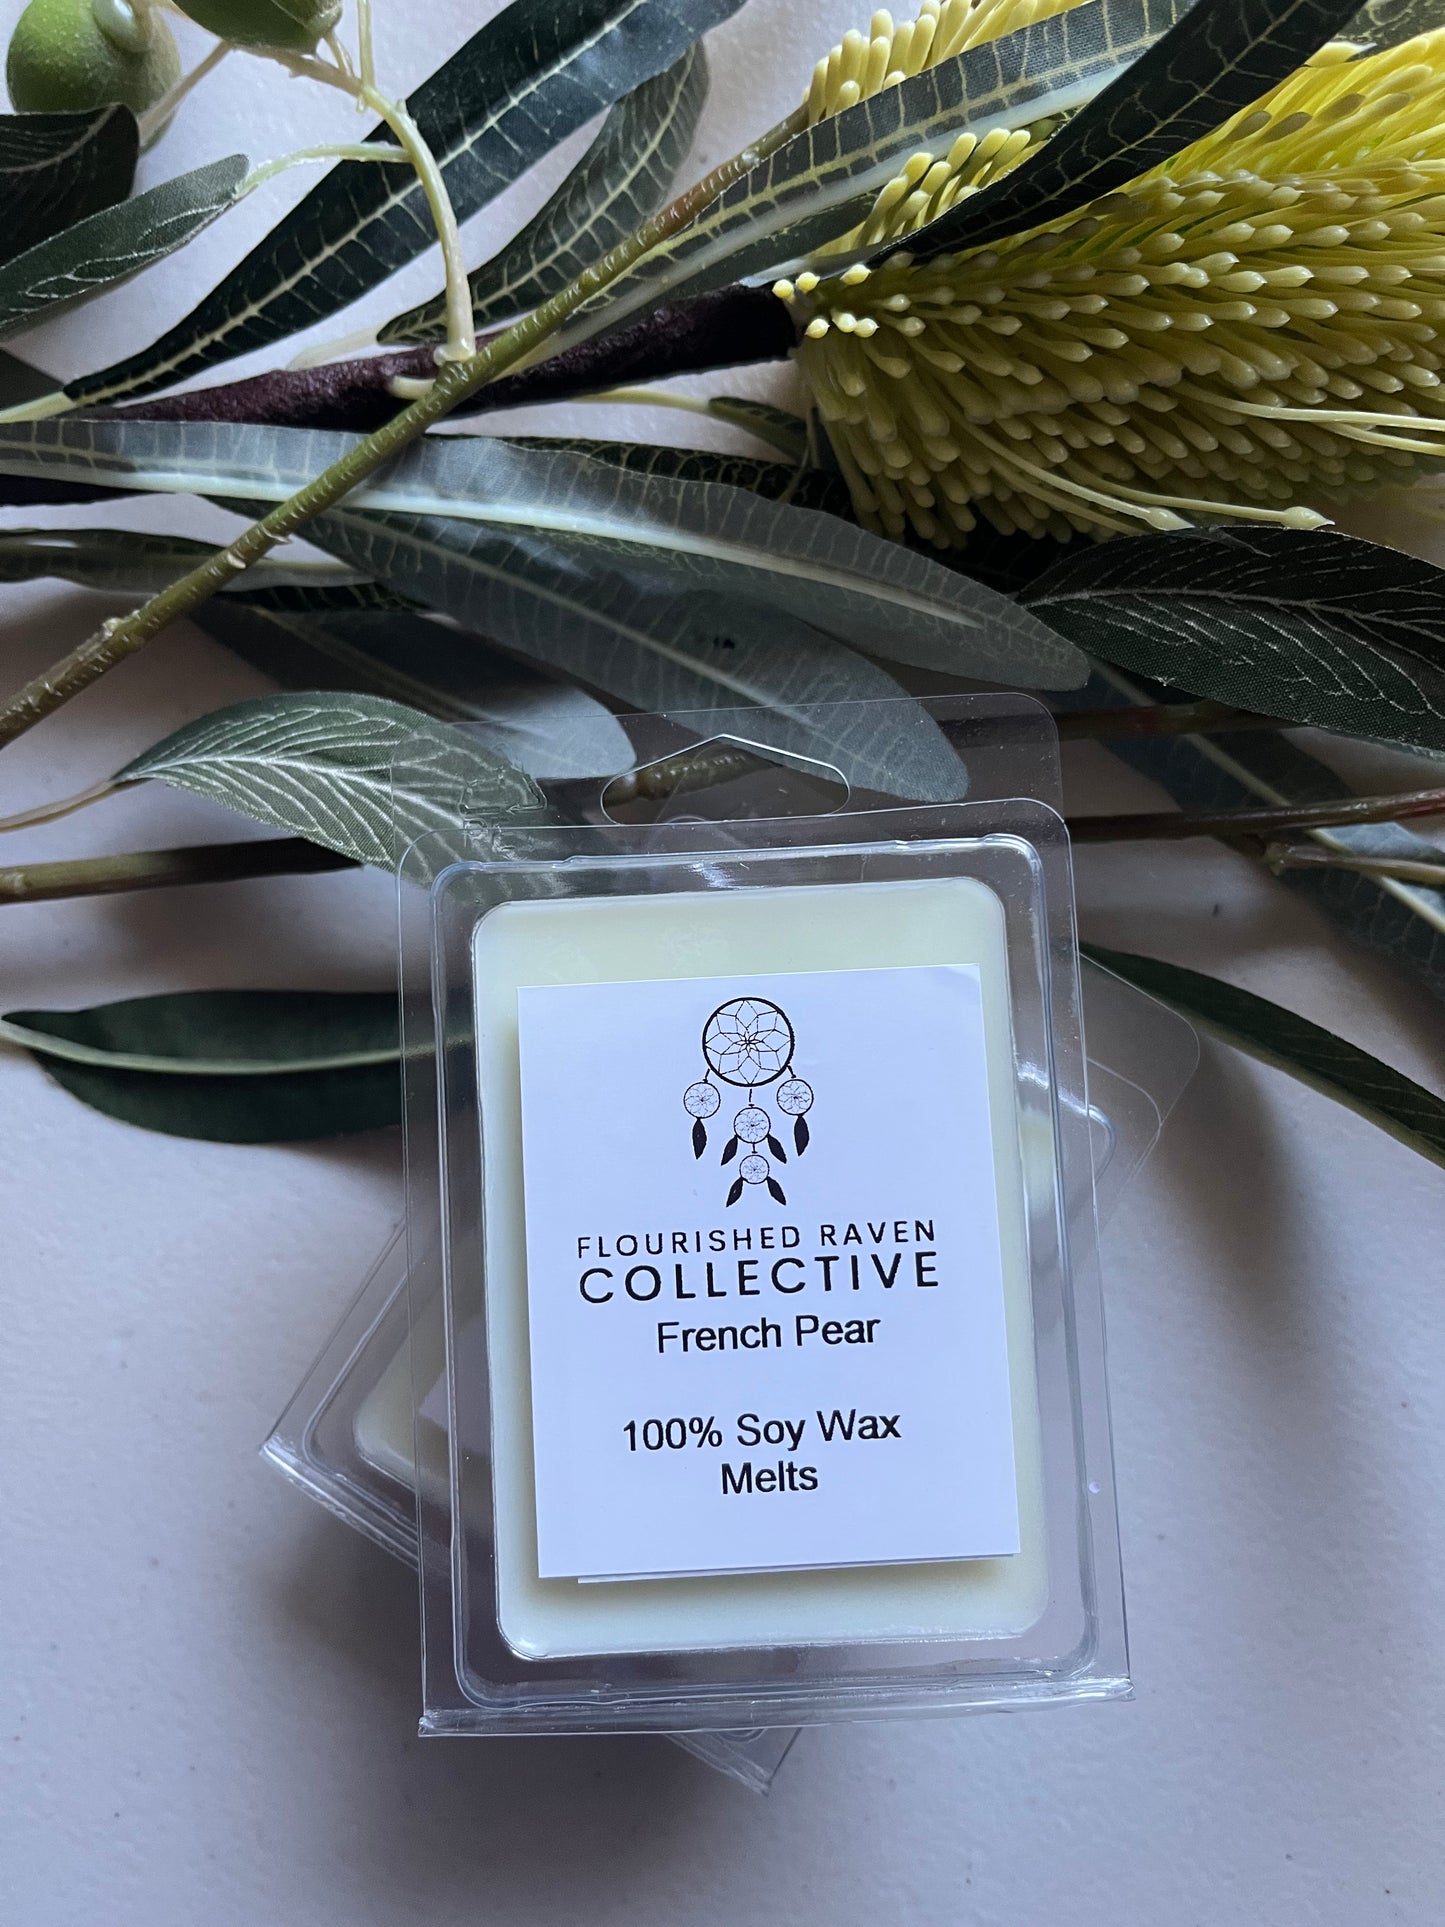 FLOURISHED RAVEN
COLLECTIVE
French Pear
100% Soy Wax
Melts